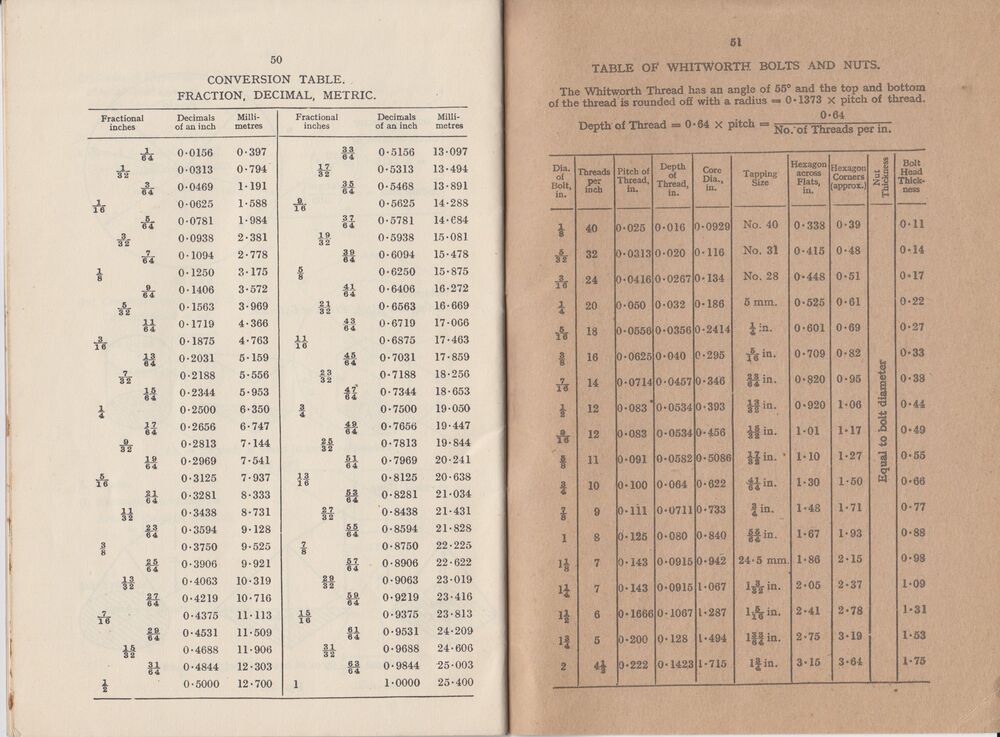 50
CONVERSION TABLE.
FRACTION, DECIMAL, METRIC.
Fractional inches | Decimals of an inch | Milli-metres | Fractional inches | Decimals of an inch | Milli-metres
1/64 0·0156 0·397 33/64 0·5156 13·097
1/32 0·0313 0·794 17/32 0·5313 13·494
3/64 0·0469 1·191 35/64 0·5468 13·891
1/16 0·0625 1·588 9/16 0·5625 14·288
5/64 0·0781 1·984 37/64 0·5781 14·684
3/32 0·0938 2·381 19/32 0·5938 15·081
7/64 0·1094 2·778 39/64 0·6094 15·478
1/8 0·1250 3·175 5/8 0·6250 15·875
9/64 0·1406 3·572 41/64 0·6406 16·272
5/32 0·1563 3·969 21/32 0·6563 16·669
11/64 0·1719 4·366 43/64 0·6719 17·066
3/16 0·1875 4·763 11/16 0·6875 17·463
13/64 0·2031 5·159 45/64 0·7031 17·859
7/32 0·2188 5·556 23/32 0·7188 18·256
15/64 0·2344 5·953 47/64 0·7344 18·653
1/4 0·2500 6·350 3/4 0·7500 19·050
17/64 0·2656 6·747 49/64 0·7656 19·447
9/32 0·2813 7·144 25/32 0·7813 19·844
19/64 0·2969 7·541 51/64 0·7969 20·241
5/16 0·3125 7·937 13/16 0·8125 20·638
21/64 0·3281 8·333 53/64 0·8281 21·034
11/32 0·3438 8·731 27/32 0·8438 21·431
23/64 0·3594 9·128 55/64 0·8594 21·828
3/8 0·3750 9·525 7/8 0·8750 22·225
25/64 0·3906 9·921 57/64 0·8906 22·622
13/32 0·4063 10·319 29/32 0·9063 23·019
27/64 0·4219 10·716 59/64 0·9219 23·416
7/16 0·4375 11·113 15/16 0·9375 23·813
29/64 0·4531 11·509 61/64 0·9531 24·209
15/32 0·4688 11·906 31/32 0·9688 24·606
31/64 0·4844 12·303 63/64 0·9844 25·003
1/2 0·5000 12·700 1 1·0000 25·400
51
TABLE OF WHITWORTH BOLTS AND NUTS.
The Whitworth Thread has an angle of 55° and the top and bottom
of the thread is rounded off with a radius = 0·1373 × pitch of thread.
Depth of Thread = 0·64 × pitch = 0·64 / No. of Threads per in.
Dia. of Bolt, in. | Threads per inch | Pitch of Thread, in. | Depth of Thread, in. | Core Dia., in. | Tapping Size | Hexagon across Flats, in. | Hexagon Corners (approx.) | Nut Thickness | Bolt Head Thick-ness
1/8 40 0·025 0·016 0·0929 No. 40 0·338 0·39 0·11
5/32 32 0·0313 0·020 0·116 No. 31 0·415 0·48 0·14
3/16 24 0·0416 0·0267 0·134 No. 28 0·448 0·51 0·17
1/4 20 0·050 0·032 0·186 5 mm. 0·525 0·61 0·22
5/16 18 0·0556 0·0356 0·2414 1/4 in. 0·601 0·69 0·27
3/8 16 0·0625 0·040 0·295 5/16 in. 0·709 0·82 0·33
7/16 14 0·0714 0·0457 0·346 23/64 in. 0·820 0·95 0·38
1/2 12 0·083 0·0534 0·393 13/32 in. 0·920 1·06 0·44
9/16 12 0·083 0·0534 0·456 15/32 in. 1·01 1·17 0·49
5/8 11 0·091 0·0582 0·5086 17/32 in. 1·10 1·27 0·55
3/4 10 0·100 0·064 0·622 41/64 in. 1·30 1·50 0·66
7/8 9 0·111 0·0711 0·733 3/4 in. 1·48 1·71 0·77
1 8 0·125 0·080 0·840 55/64 in. 1·67 1·93 0·88
1 1/8 7 0·143 0·0915 0·942 24·5 mm. 1·86 2·15 0·98
1 1/4 7 0·143 0·0915 1·067 1 3/32 in. 2·05 2·37 1·09
1 1/2 6 0·1666 0·1067 1·287 1 5/16 in. 2·41 2·78 1·31
1 3/4 5 0·200 0·128 1·494 1 33/64 in. 2·75 3·19 1·53
2 4 1/2 0·222 0·1423 1·715 1 3/4 in. 3·15 3·64 1·75
Equal to bolt diameter